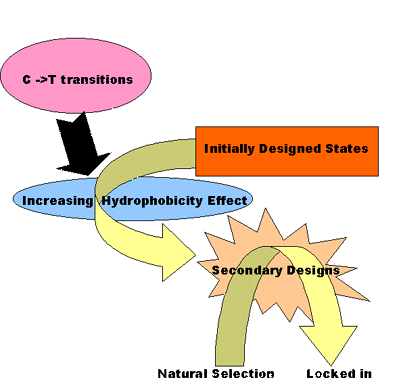 C ->T transitions
Initially Designed States
Increasing Hydrophobicity Effect
Secondary Designs
Natural Selection
Locked in